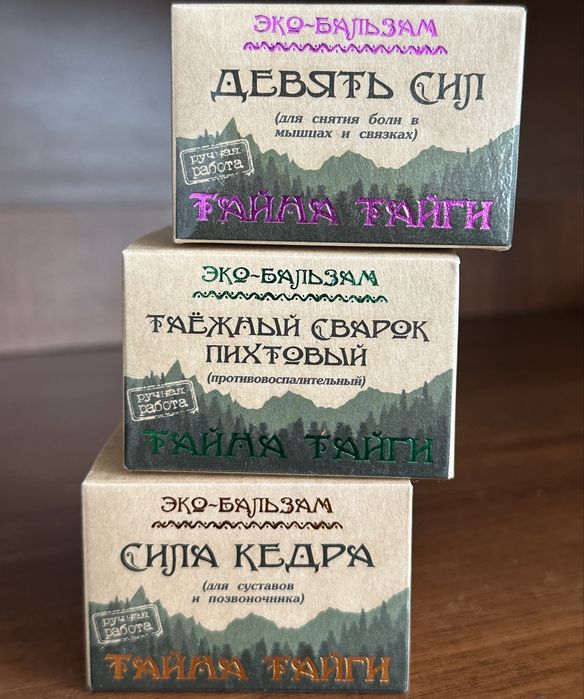 ЭКО-БАЛЬЗАМ
ДЕВЯТЬ СИЛ
(для снятия боли в
мышцах и связках)
ручная
работа
ТАЙНА ТАЙГИ
ЭКО-БАЛЬЗАМ
ТАЁЖНЫЙ СВАРОК
ПИХТОВЫЙ
(противовоспалительный)
ручная
работа
ТАЙНА ТАЙГИ
ЭКО-БАЛЬЗАМ
СИЛА КЕДРА
(для суставов
и позвоночника)
ручная
работа
ТАЙНА ТАЙГИ